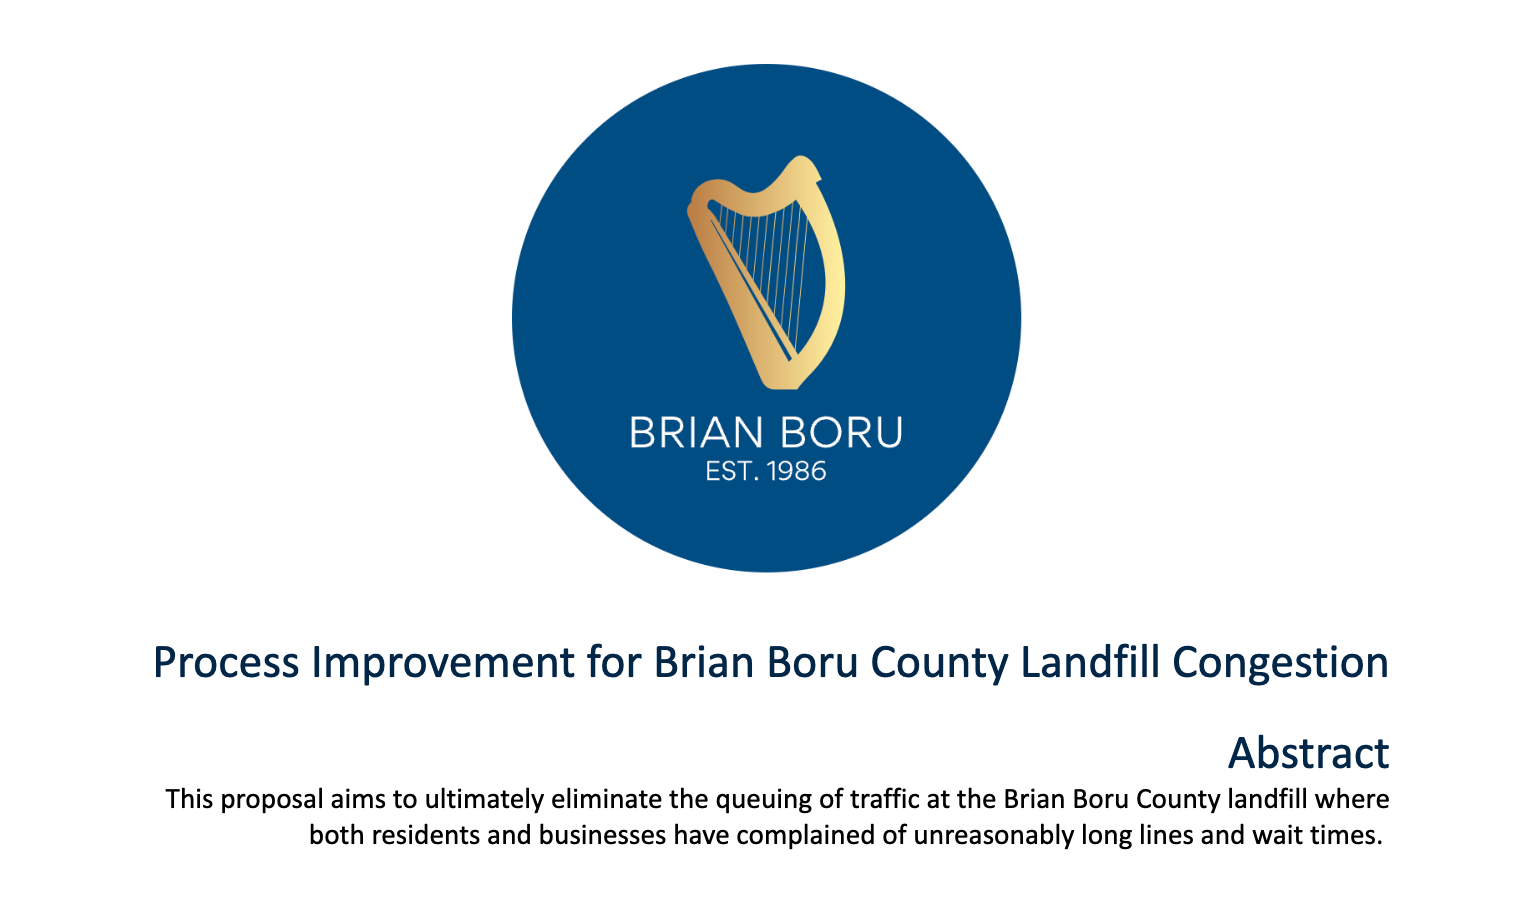 BRIAN BORU
EST. 1986
Process Improvement for Brian Boru County Landfill Congestion
Abstract
This proposal aims to ultimately eliminate the queuing of traffic at the Brian Boru County landfill where
both residents and businesses have complained of unreasonably long lines and wait times.